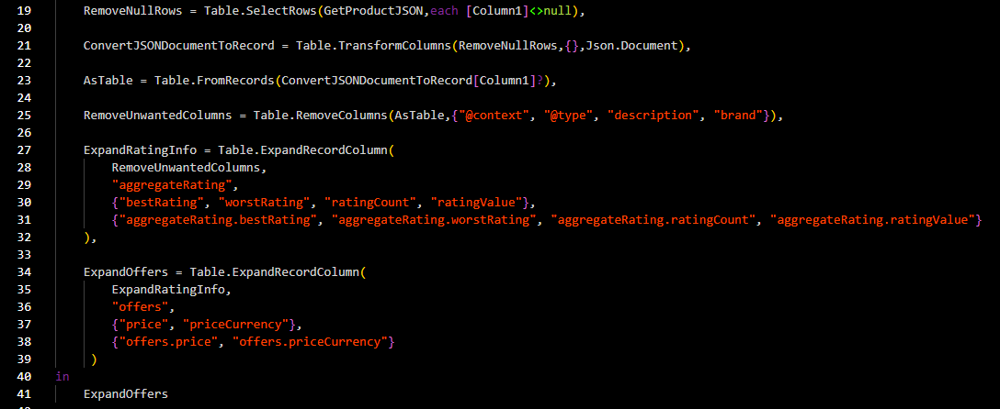 19 RemoveNullRows = Table.SelectRows(GetProductJSON,each [Column1]<>null),
20
21 ConvertJSONDocumentToRecord = Table.TransformColumns(RemoveNullRows,{},Json.Document),
22
23 AsTable = Table.FromRecords(ConvertJSONDocumentToRecord[Column1]?),
24
25 RemoveUnwantedColumns = Table.RemoveColumns(AsTable,{"@context", "@type", "description", "brand"}),
26
27 ExpandRatingInfo = Table.ExpandRecordColumn(
28 RemoveUnwantedColumns,
29 "aggregateRating",
30 {"bestRating", "worstRating", "ratingCount", "ratingValue"},
31 {"aggregateRating.bestRating", "aggregateRating.worstRating", "aggregateRating.ratingCount", "aggregateRating.ratingValue"}
32 ),
33
34 ExpandOffers = Table.ExpandRecordColumn(
35 ExpandRatingInfo,
36 "offers",
37 {"price", "priceCurrency"},
38 {"offers.price", "offers.priceCurrency"}
39 )
40 in
41 ExpandOffers